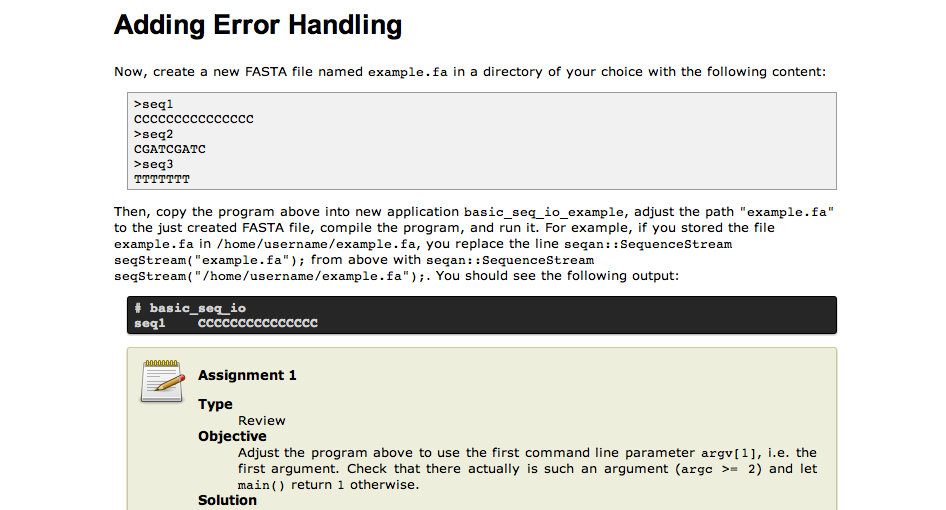 Adding Error Handling
Now, create a new FASTA file named example.fa in a directory of your choice with the following content:
>seq1
CCCCCCCCCCCCCCC
>seq2
CGATCGATC
>seq3
TTTTTTT
Then, copy the program above into new application basic_seq_io_example, adjust the path "example.fa"
to the just created FASTA file, compile the program, and run it. For example, if you stored the file
example.fa in /home/username/example.fa, you replace the line seqan::SequenceStream
seqStream("example.fa"); from above with seqan::SequenceStream
seqStream("/home/username/example.fa");. You should see the following output:
# basic_seq_io
seq1    CCCCCCCCCCCCCCC
Assignment 1
Type
Review
Objective
Adjust the program above to use the first command line parameter argv[1], i.e. the
first argument. Check that there actually is such an argument (argc >= 2) and let
main() return 1 otherwise.
Solution